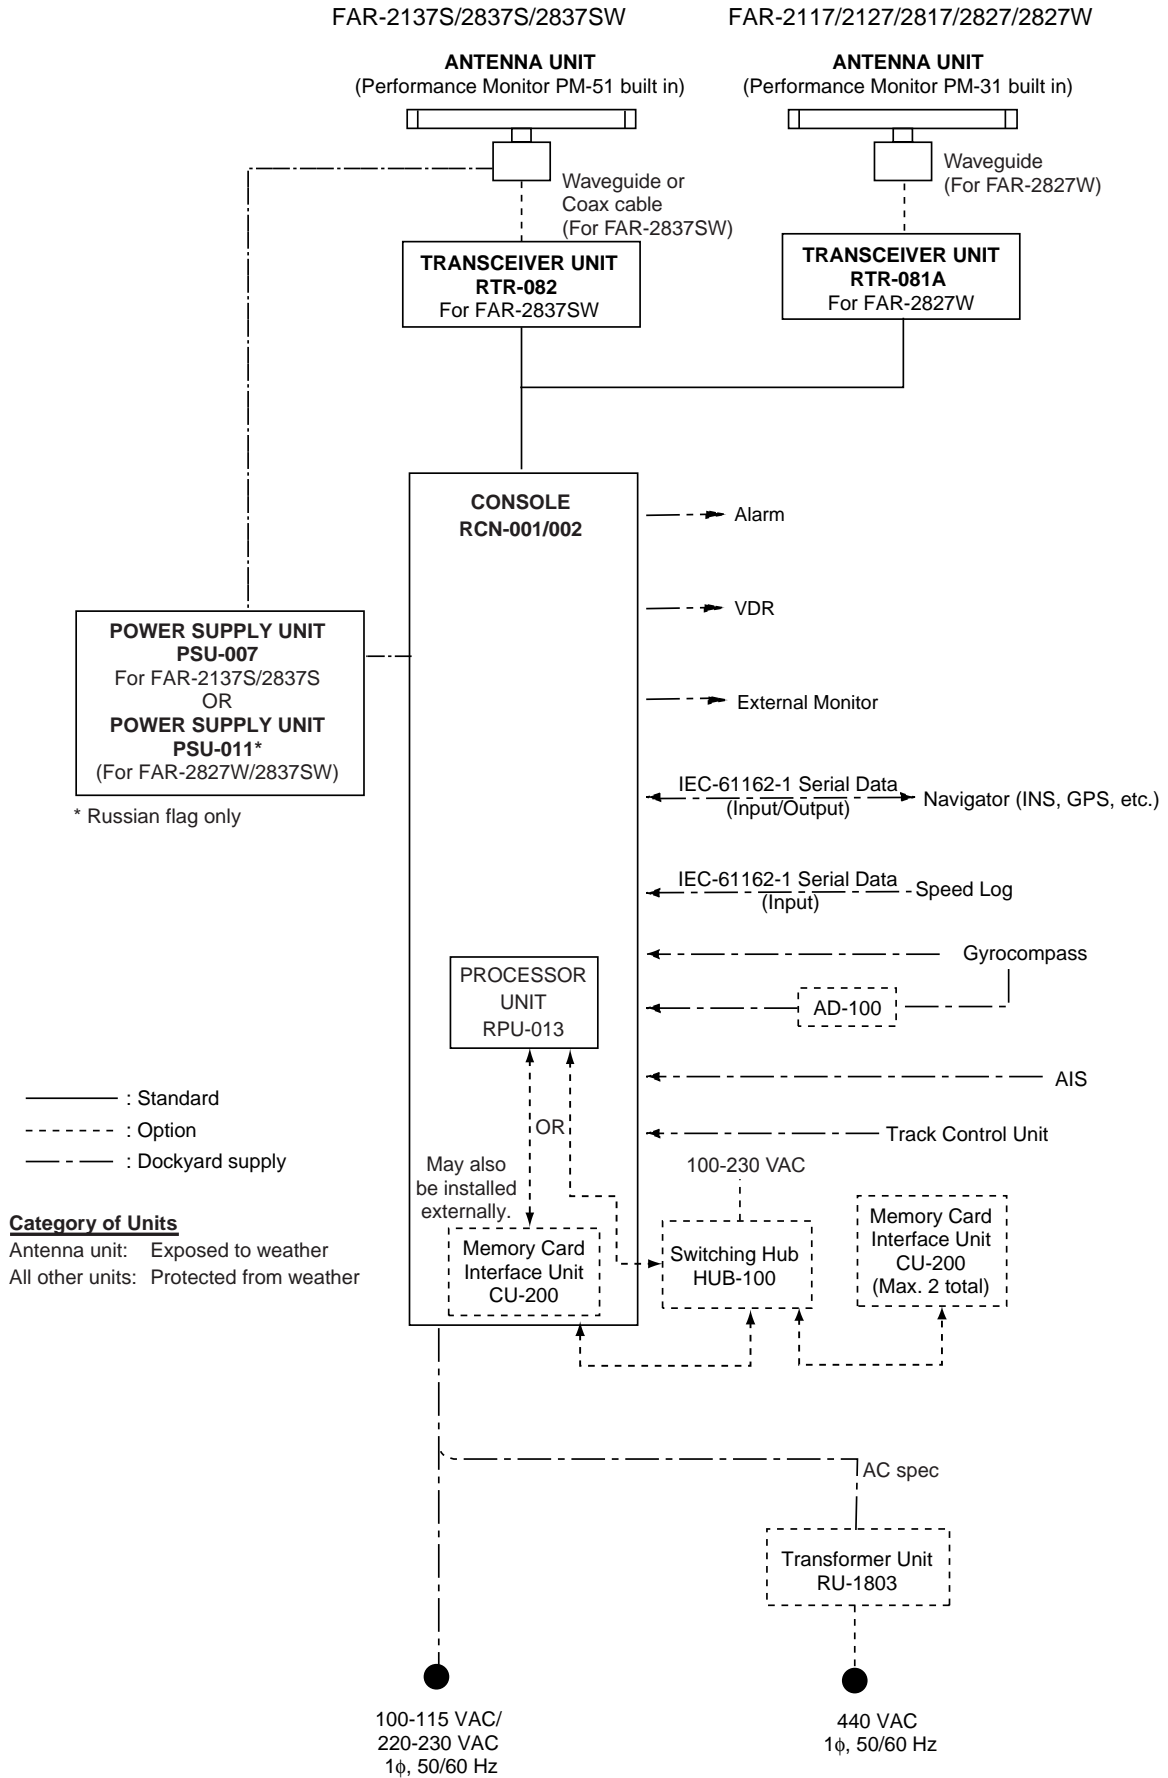 FAR-2137S/2837S/2837SW
FAR-2117/2127/2817/2827/2827W
ANTENNA UNIT
(Performance Monitor PM-51 built in)
ANTENNA UNIT
(Performance Monitor PM-31 built in)
Waveguide or
Coax cable
(For FAR-2837SW)
Waveguide
(For FAR-2827W)
TRANSCEIVER UNIT
RTR-082
For FAR-2837SW
TRANSCEIVER UNIT
RTR-081A
For FAR-2827W
CONSOLE
RCN-001/002
Alarm
VDR
External Monitor
POWER SUPPLY UNIT
PSU-007
For FAR-2137S/2837S
OR
POWER SUPPLY UNIT
PSU-011*
(For FAR-2827W/2837SW)
* Russian flag only
IEC-61162-1 Serial Data
(Input/Output)
Navigator (INS, GPS, etc.)
IEC-61162-1 Serial Data
(Input)
Speed Log
Gyrocompass
AD-100
PROCESSOR
UNIT
RPU-013
AIS
Track Control Unit
: Standard
: Option
: Dockyard supply
Category of Units
Antenna unit: Exposed to weather
All other units: Protected from weather
OR
May also
be installed
externally.
100-230 VAC
Memory Card
Interface Unit
CU-200
Switching Hub
HUB-100
Memory Card
Interface Unit
CU-200
(Max. 2 total)
AC spec
Transformer Unit
RU-1803
100-115 VAC/
220-230 VAC
1ϕ, 50/60 Hz
440 VAC
1ϕ, 50/60 Hz